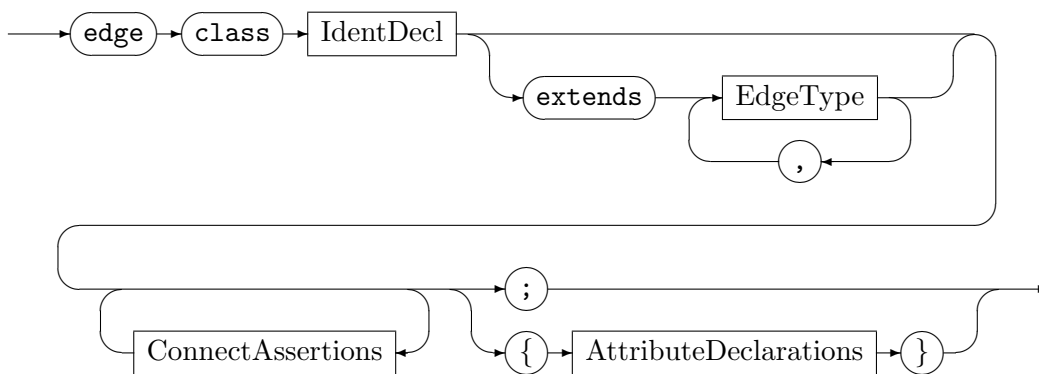 edge class IdentDecl
extends EdgeType
,
;
ConnectAssertions { AttributeDeclarations }